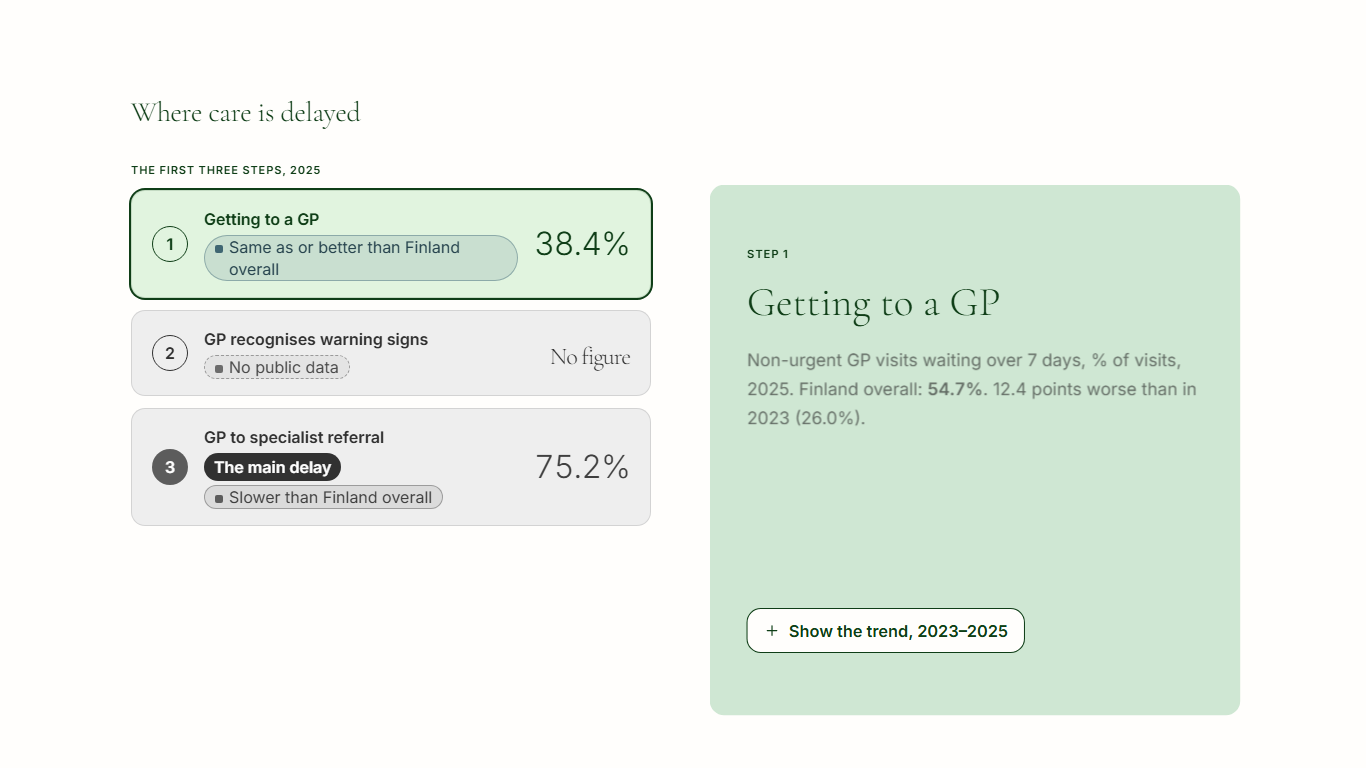 Where care is delayed
THE FIRST THREE STEPS, 2025
1
Getting to a GP
Same as or better than Finland
overall
38.4%
2
GP recognises warning signs
No public data
No figure
3
GP to specialist referral
The main delay
Slower than Finland overall
75.2%
STEP 1
Getting to a GP
Non-urgent GP visits waiting over 7 days, % of visits,
2025. Finland overall: 54.7%. 12.4 points worse than in
2023 (26.0%).
+ Show the trend, 2023–2025